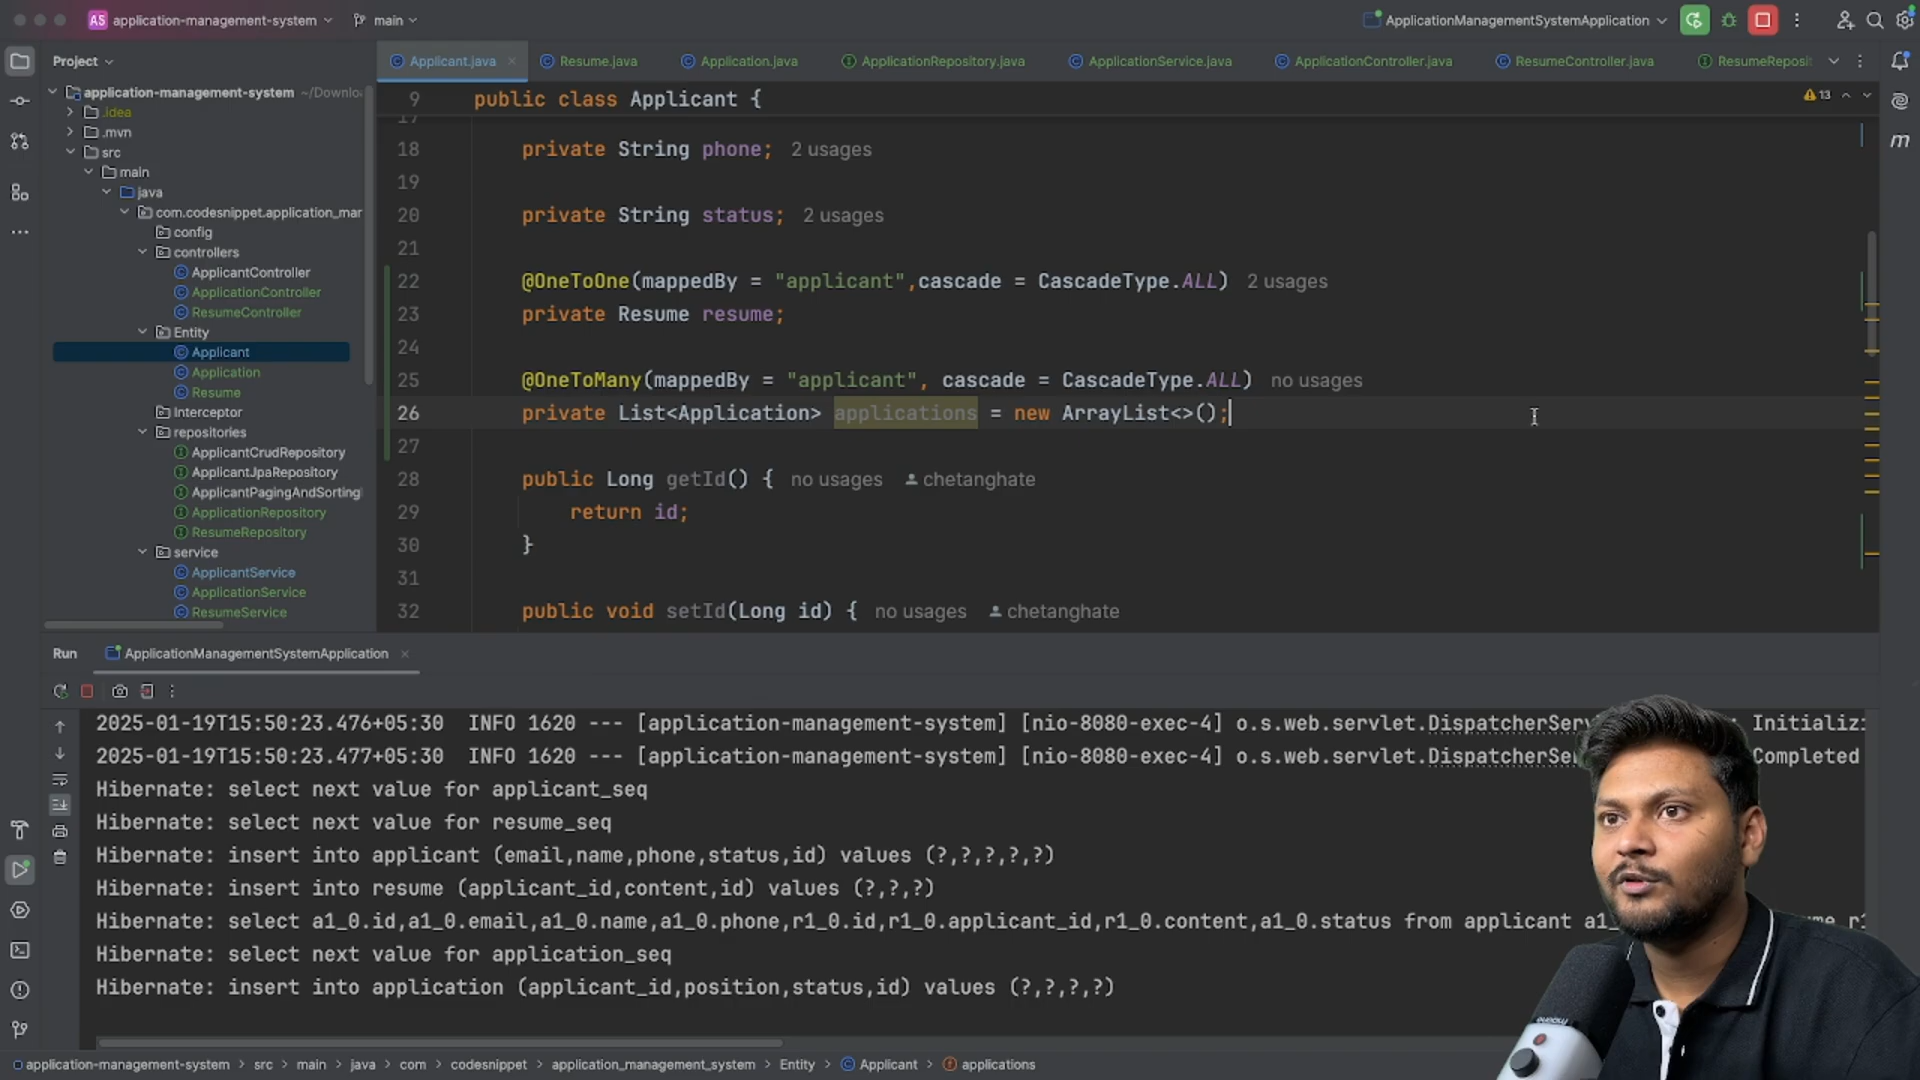 AS application-management-system main ApplicationManagementSystemApplication
Project
Applicant.java Resume.java Application.java ApplicationRepository.java ApplicationService.java ApplicationController.java ResumeController.java ResumeReposi
application-management-system ~/Downlo
.idea
.mvn
src
main
java
com.codesnippet.application_mar
config
controllers
ApplicantController
ApplicationController
ResumeController
Entity
Applicant
Application
Resume
Interceptor
repositories
ApplicantCrudRepository
ApplicantJpaRepository
ApplicantPagingAndSorting
ApplicationRepository
ResumeRepository
service
ApplicantService
ApplicationService
ResumeService
9 public class Applicant {
13
17
18 private String phone; 2 usages
19
20 private String status; 2 usages
21
22 @OneToOne(mappedBy = "applicant",cascade = CascadeType.ALL) 2 usages
23 private Resume resume;
24
25 @OneToMany(mappedBy = "applicant", cascade = CascadeType.ALL) no usages
26 private List<Application> applications = new ArrayList<>();
27
28 public Long getId() { no usages chetanghate
29 return id;
30 }
31
32 public void setId(Long id) { no usages chetanghate
Run ApplicationManagementSystemApplication
2025-01-19T15:50:23.476+05:30 INFO 1620 --- [application-management-system] [nio-8080-exec-4] o.s.web.servlet.DispatcherSer : Initializi
2025-01-19T15:50:23.477+05:30 INFO 1620 --- [application-management-system] [nio-8080-exec-4] o.s.web.servlet.DispatcherSe Completed
Hibernate: select next value for applicant_seq
Hibernate: select next value for resume_seq
Hibernate: insert into applicant (email,name,phone,status,id) values (?,?,?,?,?)
Hibernate: insert into resume (applicant_id,content,id) values (?,?,?)
Hibernate: select a1_0.id,a1_0.email,a1_0.name,a1_0.phone,r1_0.id,r1_0.applicant_id,r1_0.content,a1_0.status from applicant a1_ me r1
Hibernate: select next value for application_seq
Hibernate: insert into application (applicant_id,position,status,id) values (?,?,?,?)
application-management-system > src > main > java > com > codesnippet > application_management_system > Entity > Applicant > applications